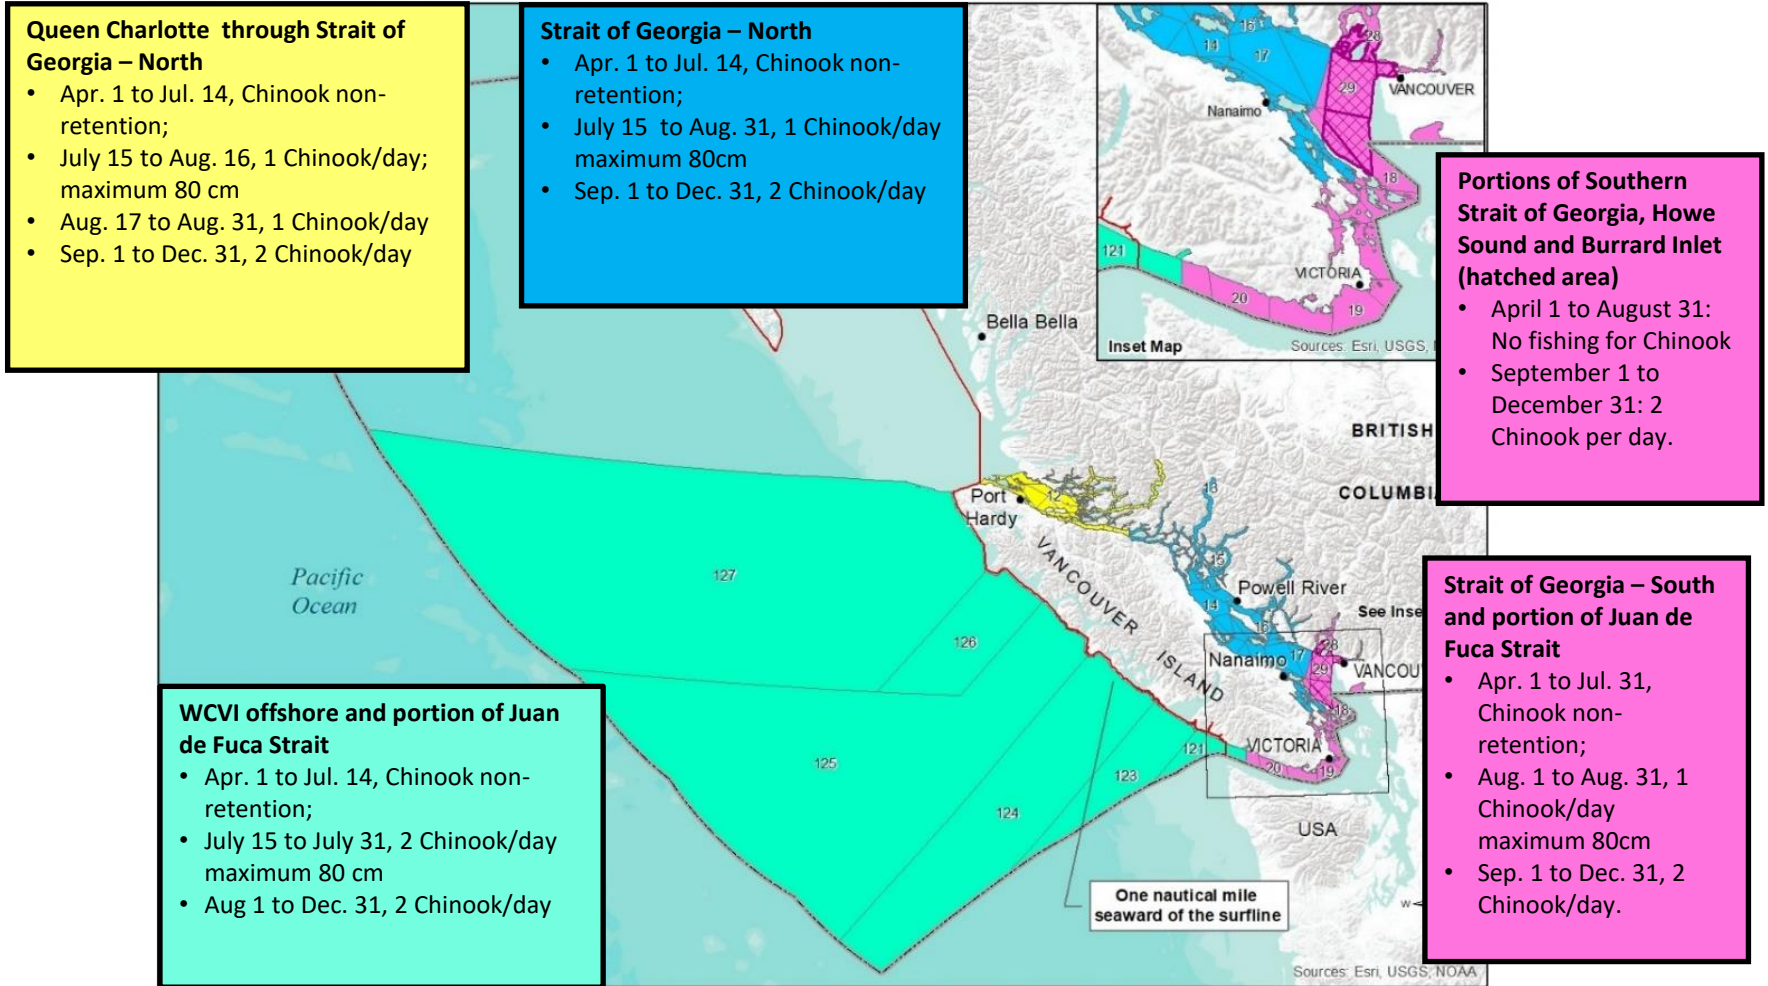 Queen Charlotte  through Strait of
Georgia – North
• Apr. 1 to Jul. 14, Chinook non-
retention;
• July 15 to Aug. 16, 1 Chinook/day;
maximum 80 cm
• Aug. 17 to Aug. 31, 1 Chinook/day
• Sep. 1 to Dec. 31, 2 Chinook/day
Strait of Georgia – North
• Apr. 1 to Jul. 14, Chinook non-
retention;
• July 15  to Aug. 31, 1 Chinook/day
maximum 80cm
• Sep. 1 to Dec. 31, 2 Chinook/day
16
14
17
28
29
VANCOUVER
Nanaimo
18
121
VICTORIA
20
19
Inset Map
Sources: Esri, USGS,
Portions of Southern
Strait of Georgia, Howe
Sound and Burrard Inlet
(hatched area)
• April 1 to August 31:
No fishing for Chinook
• September 1 to
December 31: 2
Chinook per day.
Bella Bella
BRITISH
COLUMBI
Port
Hardy
12
13
15
VANCOUVER
ISLAND
Powell River
14
16
See Inse
Nanaimo
17
28
29
VANCOU
18
VICTORIA
20
19
121
USA
Pacific
Ocean
127
126
125
124
123
One nautical mile
seaward of the surfline
W
Sources: Esri, USGS, NOAA
WCVI offshore and portion of Juan
de Fuca Strait
• Apr. 1 to Jul. 14, Chinook non-
retention;
• July 15 to July 31, 2 Chinook/day
maximum 80 cm
• Aug 1 to Dec. 31, 2 Chinook/day
Strait of Georgia – South
and portion of Juan de
Fuca Strait
• Apr. 1 to Jul. 31,
Chinook non-
retention;
• Aug. 1 to Aug. 31, 1
Chinook/day
maximum 80cm
• Sep. 1 to Dec. 31, 2
Chinook/day.